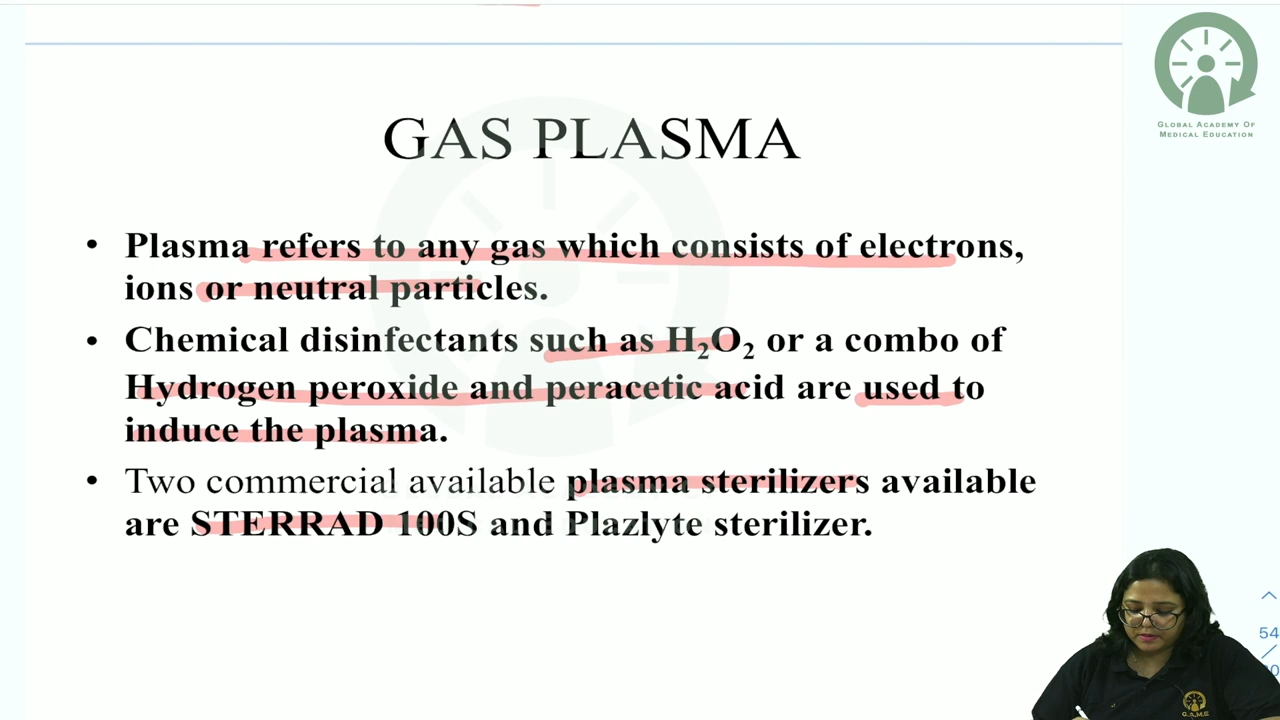 GLOBAL ACADEMY OF
MEDICAL EDUCATION
GAS PLASMA
• Plasma refers to any gas which consists of electrons,
ions or neutral particles.
• Chemical disinfectants such as H₂O₂ or a combo of
Hydrogen peroxide and peracetic acid are used to
induce the plasma.
• Two commercial available plasma sterilizers available
are STERRAD 100S and Plazlyte sterilizer.
54
G.A.M.E